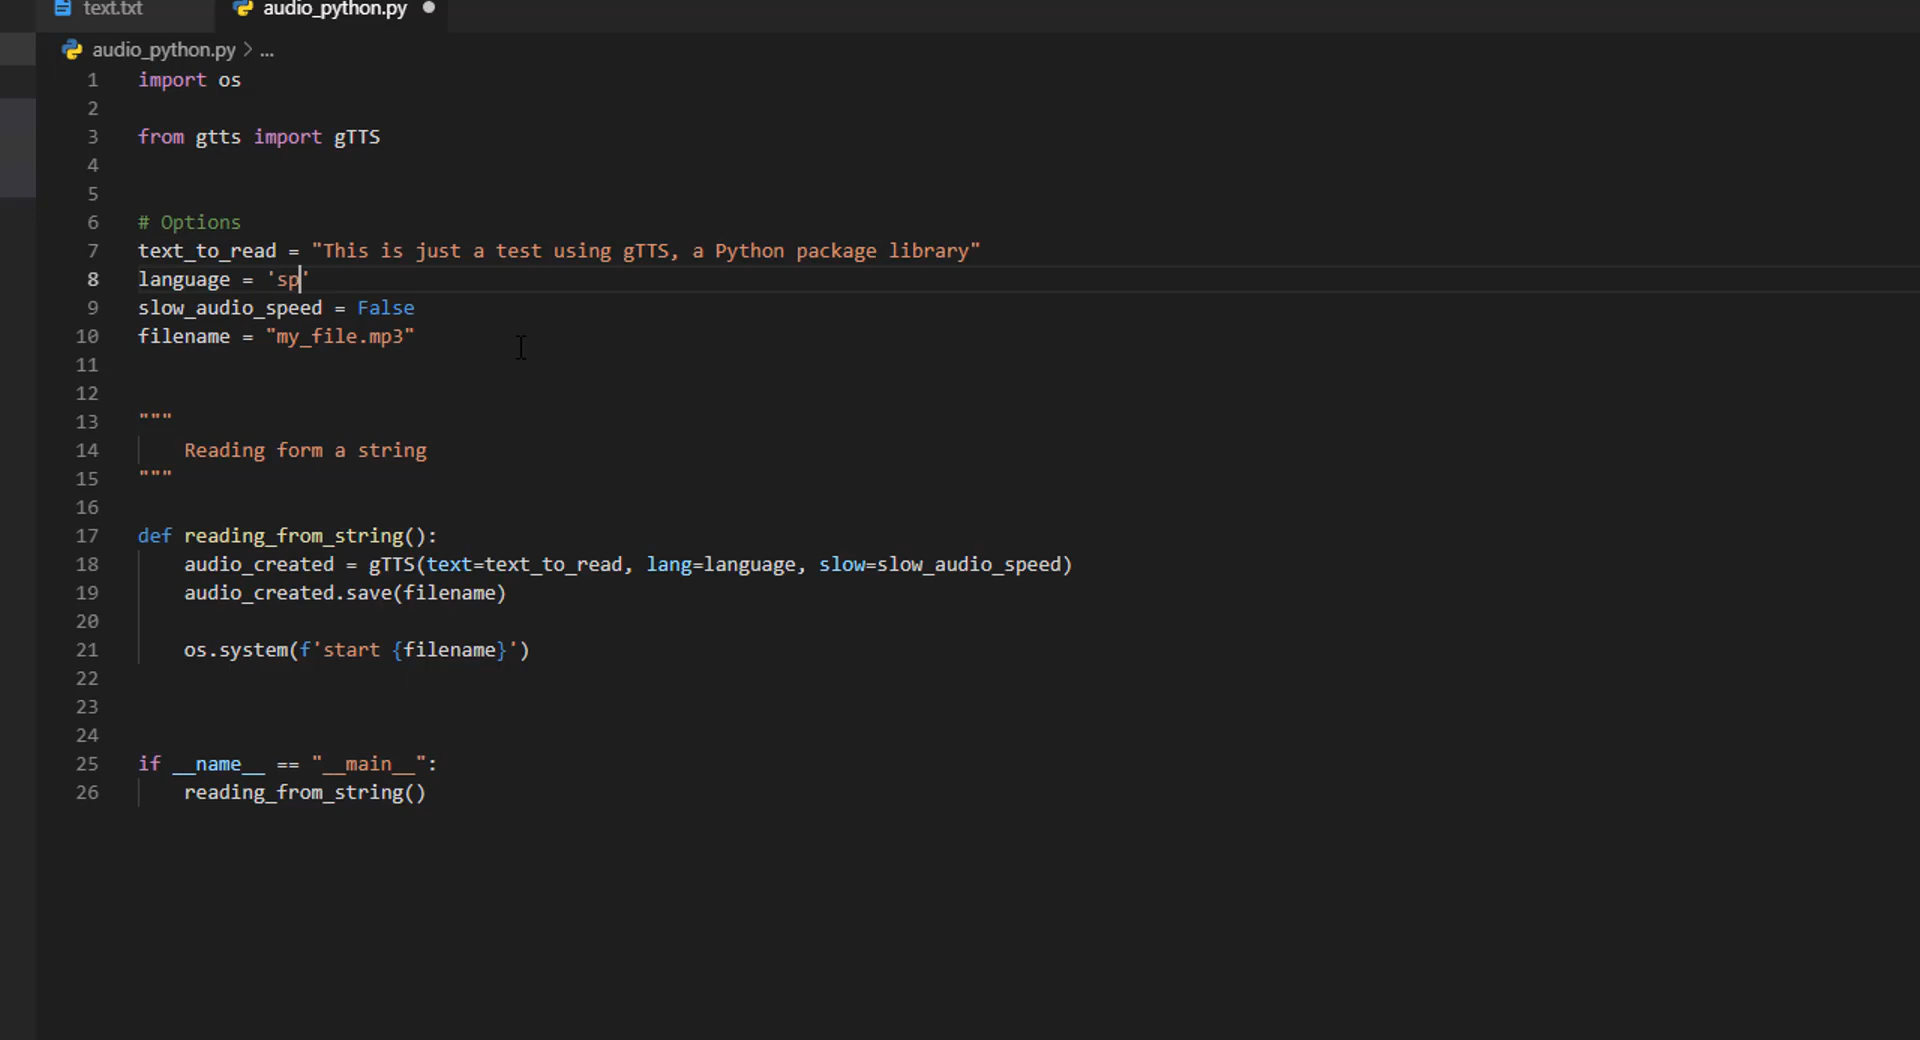 text.txt
audio_python.py
audio_python.py > ...
1 import os
2
3 from gtts import gTTS
4
5
6 # Options
7 text_to_read = "This is just a test using gTTS, a Python package library"
8 language = 'sp'
9 slow_audio_speed = False
10 filename = "my_file.mp3"
11
12
13 """
14     Reading form a string
15 """
16
17 def reading_from_string():
18     audio_created = gTTS(text=text_to_read, lang=language, slow=slow_audio_speed)
19     audio_created.save(filename)
20
21     os.system(f'start {filename}')
22
23
24
25 if __name__ == "__main__":
26     reading_from_string()